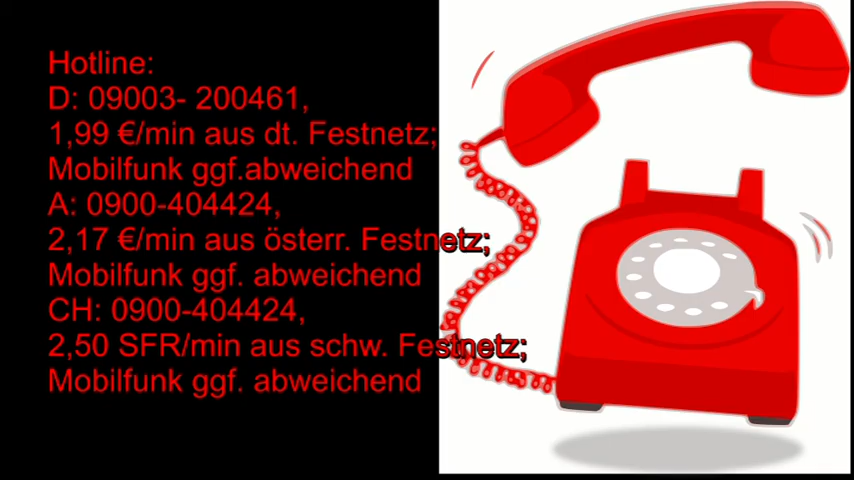 Hotline:
D: 09003- 200461,
1,99 €/min aus dt. Festnetz;
Mobilfunk ggf.abweichend
A: 0900-404424,
2,17 €/min aus österr. Festnetz;
Mobilfunk ggf. abweichend
CH: 0900-404424,
2,50 SFR/min aus schw. Festnetz;
Mobilfunk ggf. abweichend